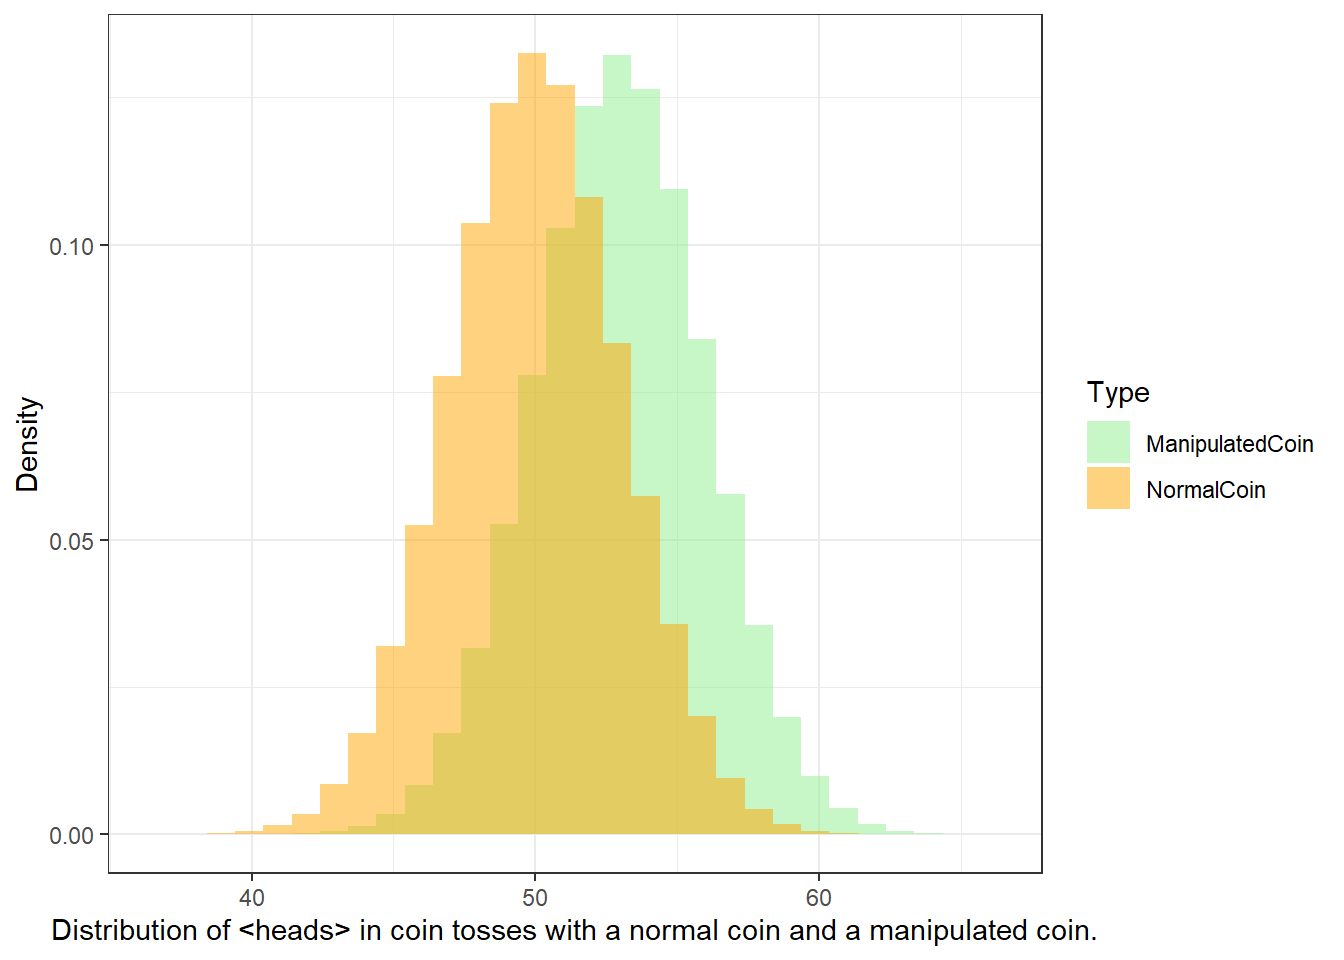 Density
0.10
0.05
0.00
40
50
60
Distribution of <heads> in coin tosses with a normal coin and a manipulated coin.
Type
ManipulatedCoin
NormalCoin